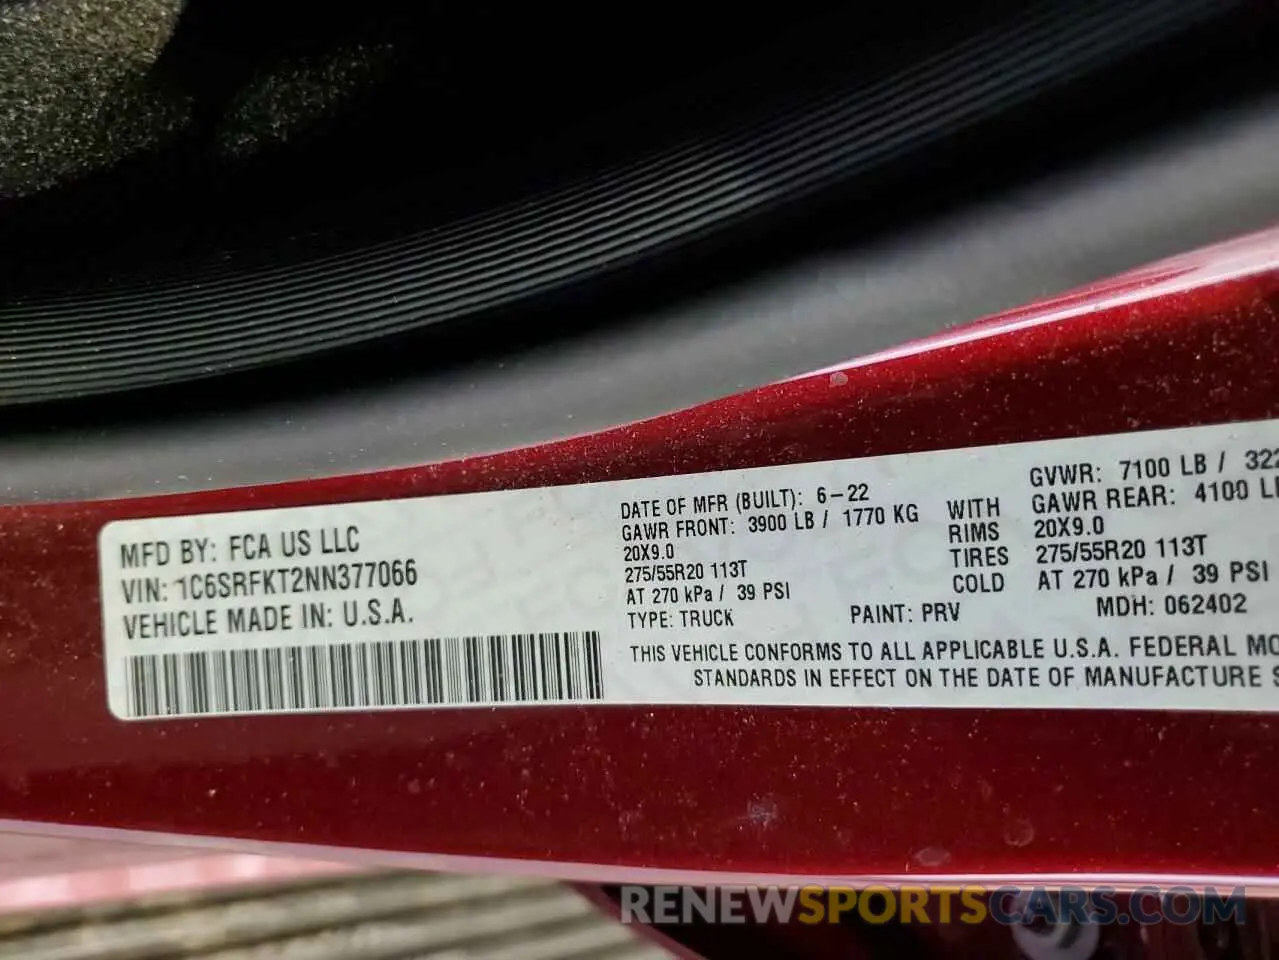 MFD BY: FCA US LLC
VIN: 1C6SRFKT2NN377066
VEHICLE MADE IN: U.S.A.
DATE OF MFR (BUILT): 6-22
GAWR FRONT: 3900 LB / 1770 KG
20X9.0
275/55R20 113T
AT 270 kPa / 39 PSI
TYPE: TRUCK
WITH
RIMS
TIRES
COLD
PAINT: PRV
GVWR: 7100 LB / 322
GAWR REAR: 4100 L
20X9.0
275/55R20 113T
AT 270 kPa / 39 PSI
MDH: 062402
THIS VEHICLE CONFORMS TO ALL APPLICABLE U.S.A. FEDERAL MO
STANDARDS IN EFFECT ON THE DATE OF MANUFACTURE S
RENEWSPORTSCARS.COM